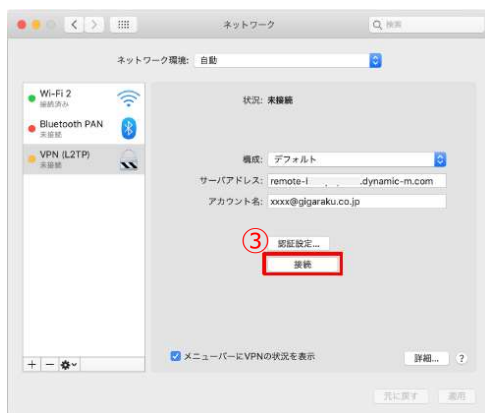 ネットワーク
検索
ネットワーク環境: 自動
Wi-Fi 2
接続済み
Bluetooth PAN
未接続
VPN (L2TP)
未接続
状況: 未接続
構成: デフォルト
サーバアドレス: remote-l .dynamic-m.com
アカウント名: xxxx@gigaraku.co.jp
③
認証設定...
接続
メニューバーにVPNの状況を表示
詳細... ?
元に戻す 適用